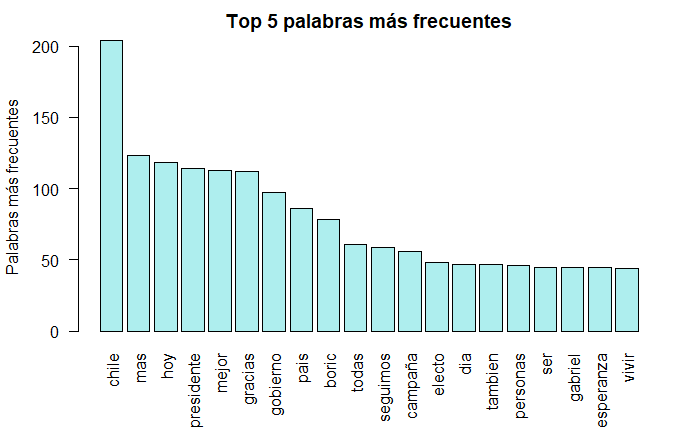 Top 5 palabras más frecuentes
Palabras más frecuentes
200
150
100
50
0
chile
mas
hoy
presidente
mejor
gracias
gobierno
pais
boric
todas
seguimos
campaña
electo
dia
tambien
personas
ser
gabriel
esperanza
vivir